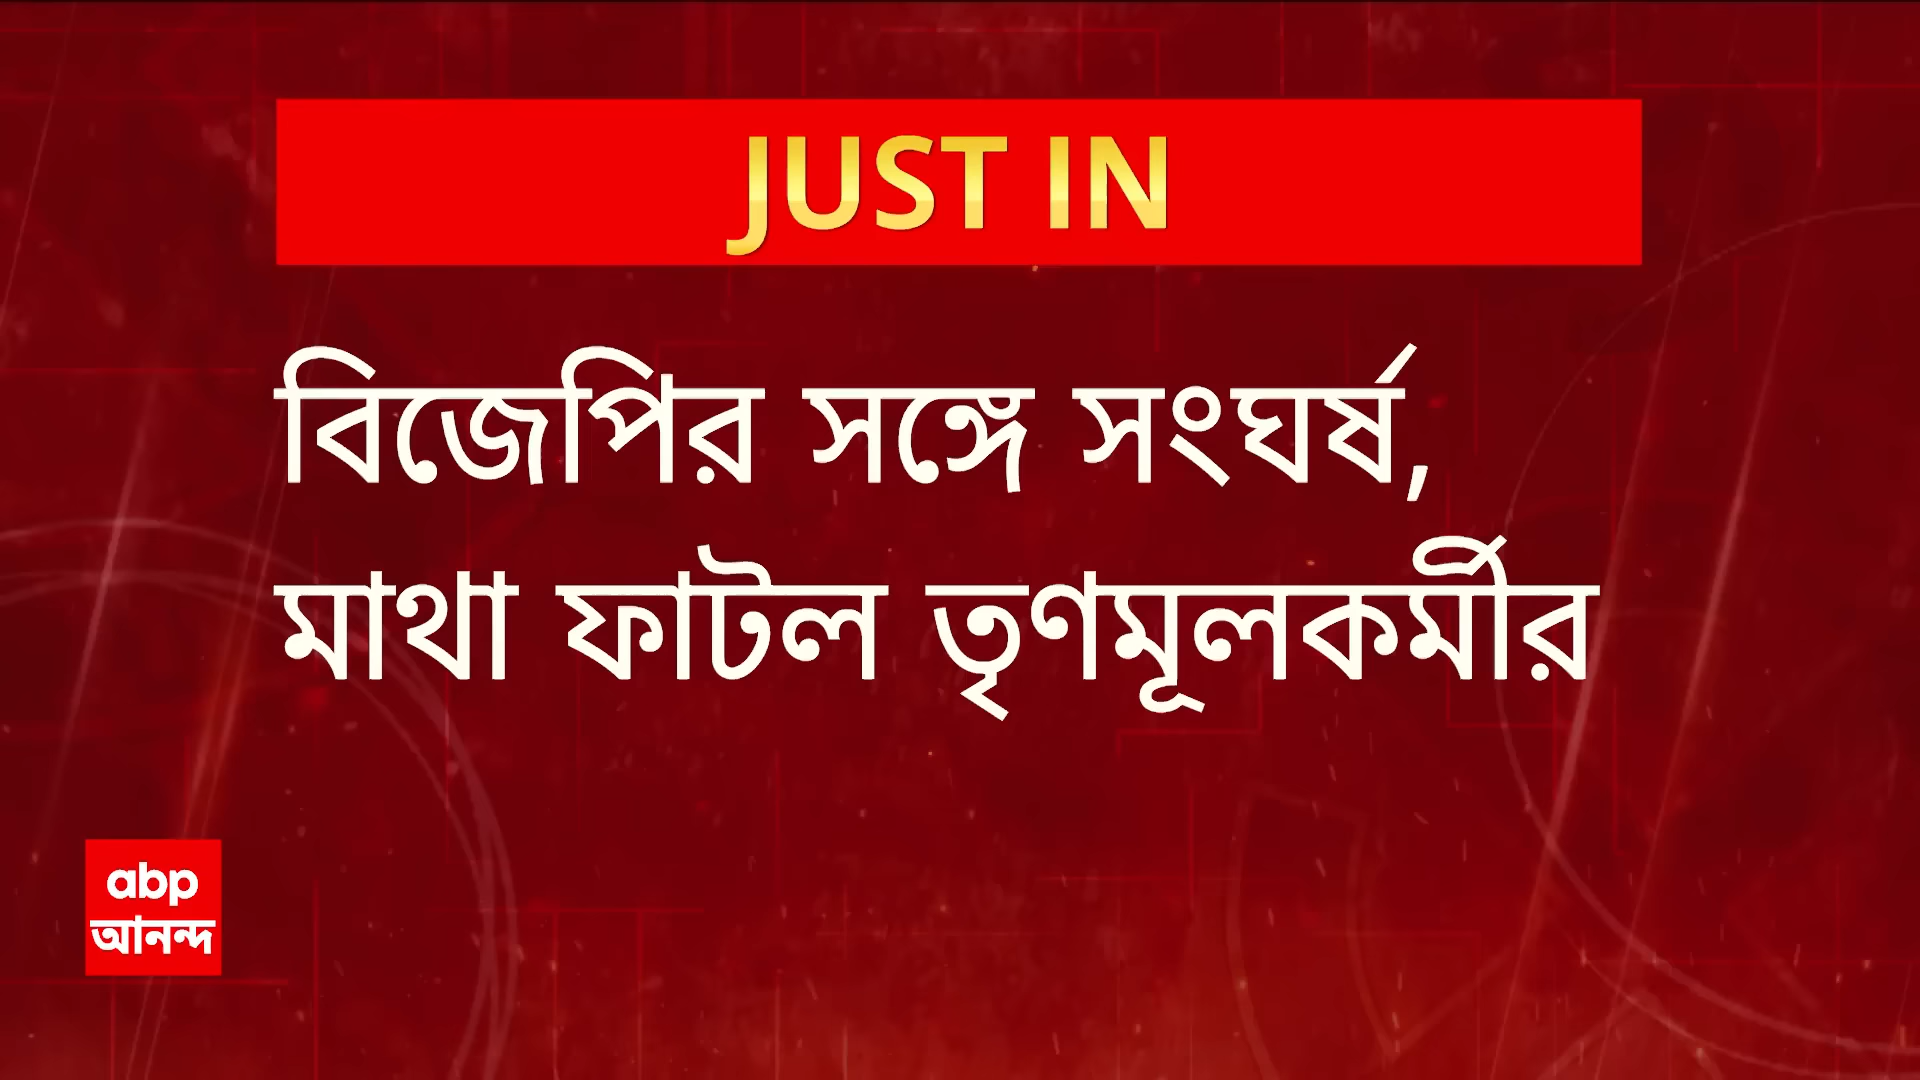 JUST IN
বিজেপির সঙ্গে সংঘর্ষ,
মাথা ফাটল তৃণমূলকর্মীর
abp
আনন্দ